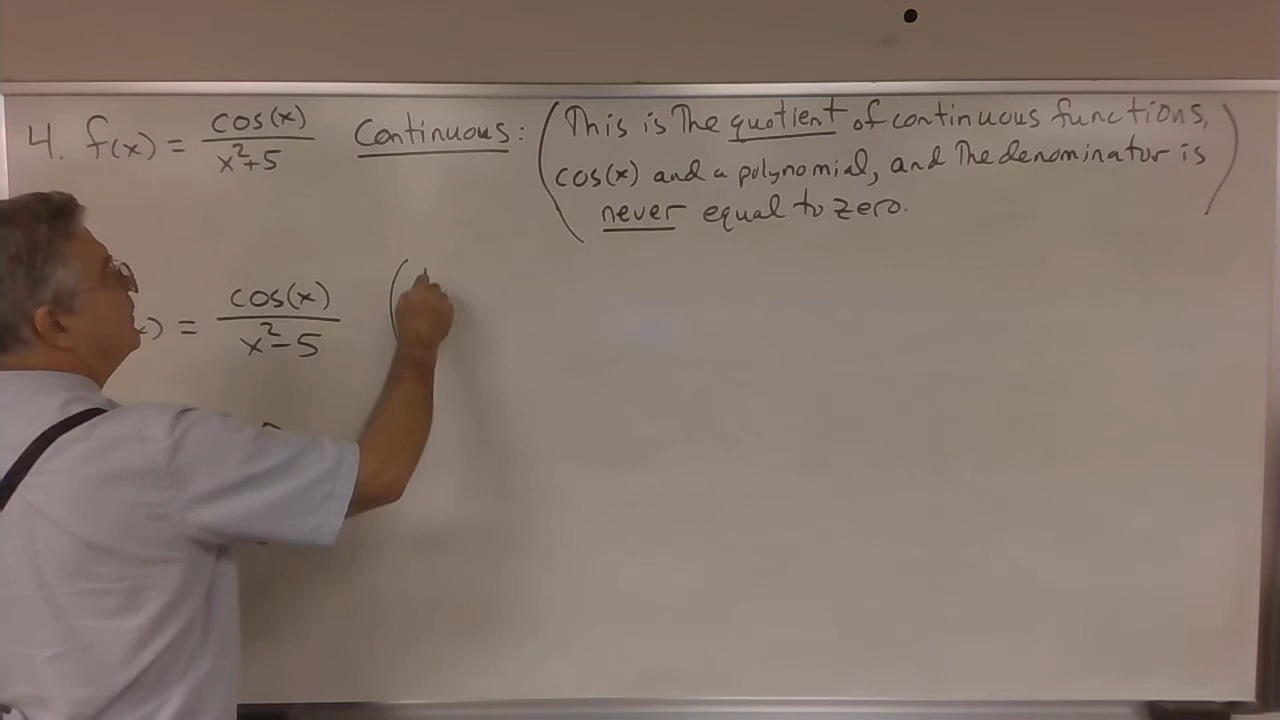 4. f(x) = cos(x) / x²+5 Continuous: (This is The quotient of continuous functions,
cos(x) and a polynomial, and The denominator is
never equal to zero.)
x) = cos(x) / x²-5 (